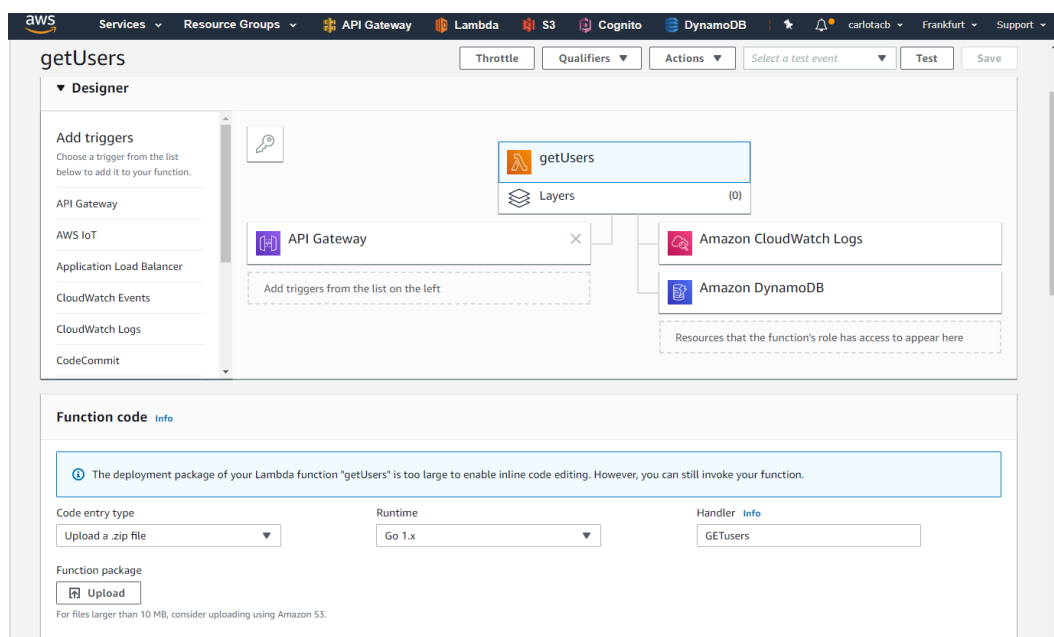 aws
Services Resource Groups API Gateway Lambda S3 Cognito DynamoDB carlotacb Frankfurt Support
getUsers
Throttle Qualifiers Actions Select a test event Test Save
Designer
Add triggers
Choose a trigger from the list
below to add it to your function.
API Gateway
AWS IoT
Application Load Balancer
CloudWatch Events
CloudWatch Logs
CodeCommit
getUsers
Layers (0)
API Gateway
Add triggers from the list on the left
Amazon CloudWatch Logs
Amazon DynamoDB
Resources that the function's role has access to appear here
Function code Info
The deployment package of your Lambda function "getUsers" is too large to enable inline code editing. However, you can still invoke your function.
Code entry type Runtime Handler Info
Upload a .zip file Go 1.x GETusers
Function package
Upload
For files larger than 10 MB, consider uploading using Amazon S3.